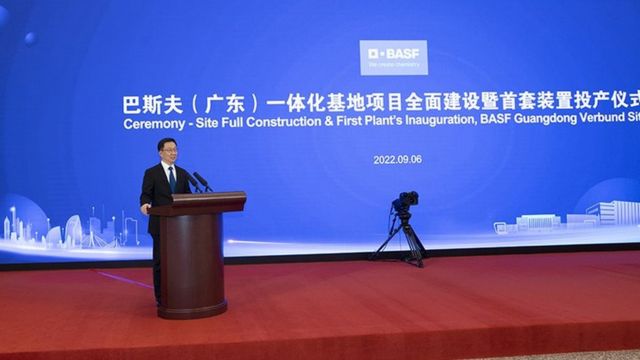 BASF
We create chemistry
巴斯夫（广东）一体化基地项目全面建设暨首套装置投产仪式
Ceremony - Site Full Construction & First Plant's Inauguration, BASF Guangdong Verbund Sit
2022.09.06